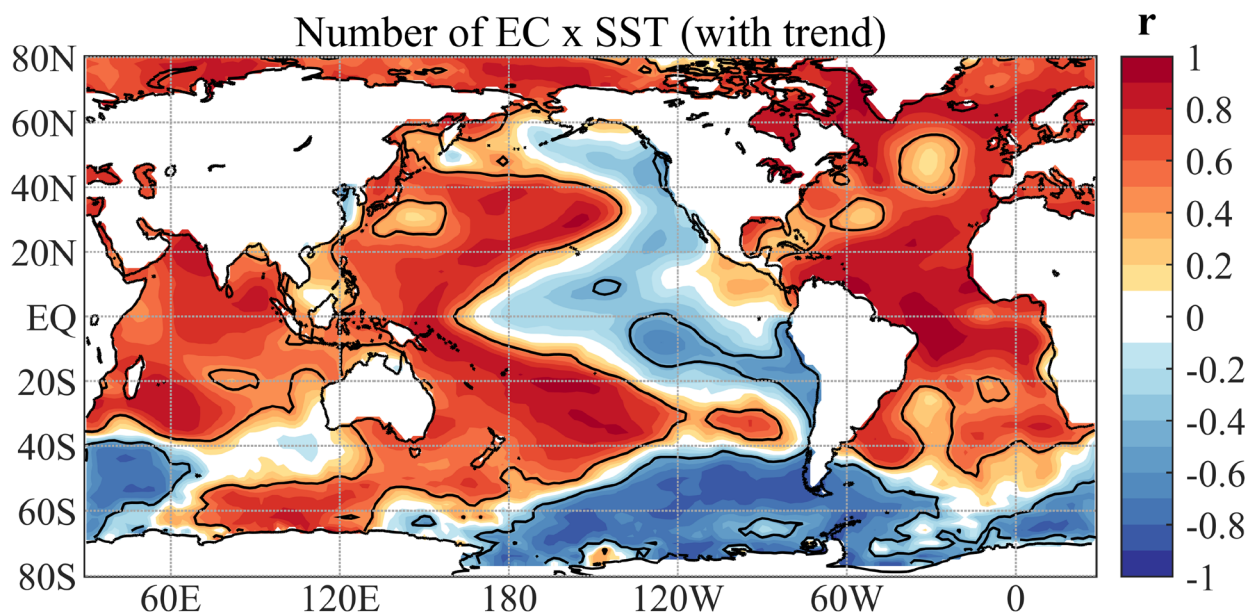 Number of EC x SST (with trend)
r
80N
60N
40N
20N
EQ
20S
40S
60S
80S
60E
120E
180
120W
60W
0
1
0.8
0.6
0.4
0.2
0
-0.2
-0.4
-0.6
-0.8
-1